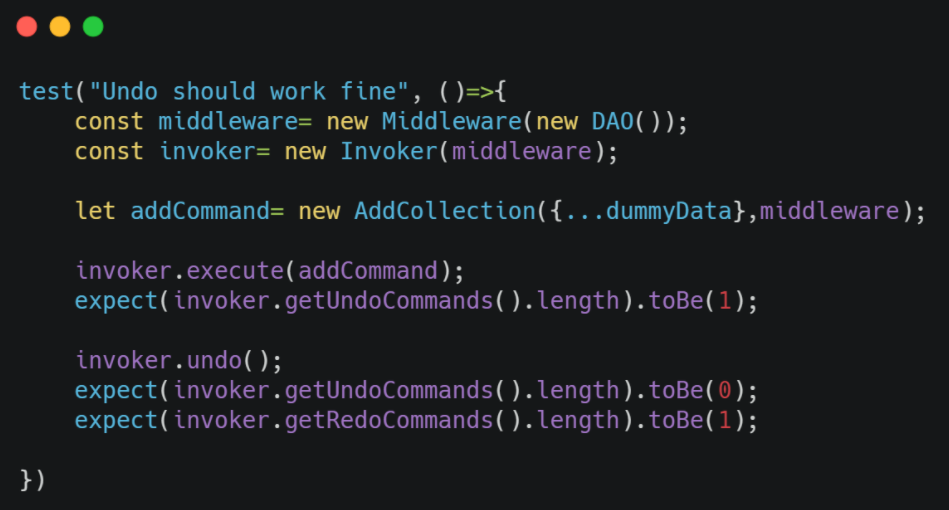 test("Undo should work fine", ()=>{
    const middleware= new Middleware(new DAO());
    const invoker= new Invoker(middleware);
    let addCommand= new AddCollection({...dummyData},middleware);
    invoker.execute(addCommand);
    expect(invoker.getUndoCommands().length).toBe(1);
    invoker.undo();
    expect(invoker.getUndoCommands().length).toBe(0);
    expect(invoker.getRedoCommands().length).toBe(1);
})